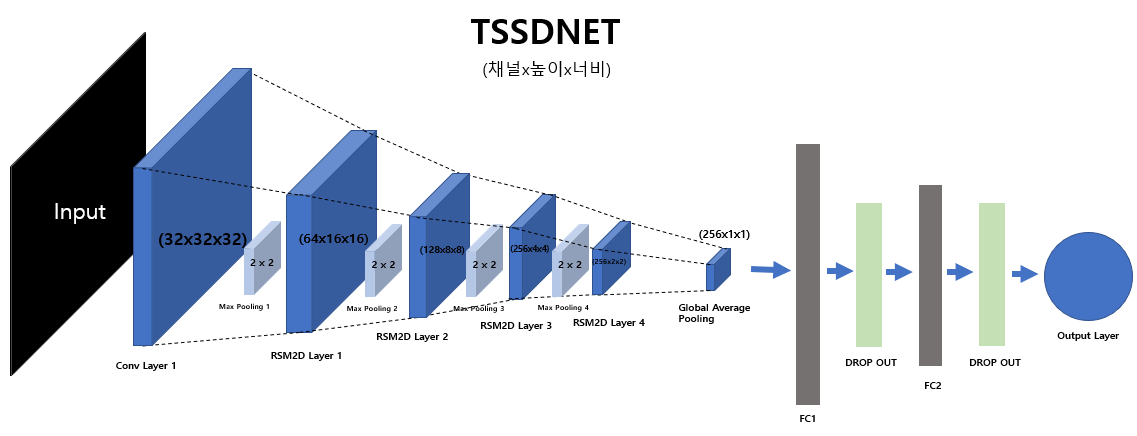 TSSDNET
(채널x높이x너비)
Input
(32x32x32)
2 x 2
Max Pooling 1
Conv Layer 1
(64x16x16)
2 x 2
Max Pooling 2
RSM2D Layer 1
(128x8x8)
2 x 2
Max Pooling 3
RSM2D Layer 2
(256x4x4)
2 x 2
Max Pooling 4
RSM2D Layer 3
(256x2x2)
RSM2D Layer 4
(256x1x1)
Global Average
Pooling
FC1
DROP OUT
FC2
DROP OUT
Output Layer